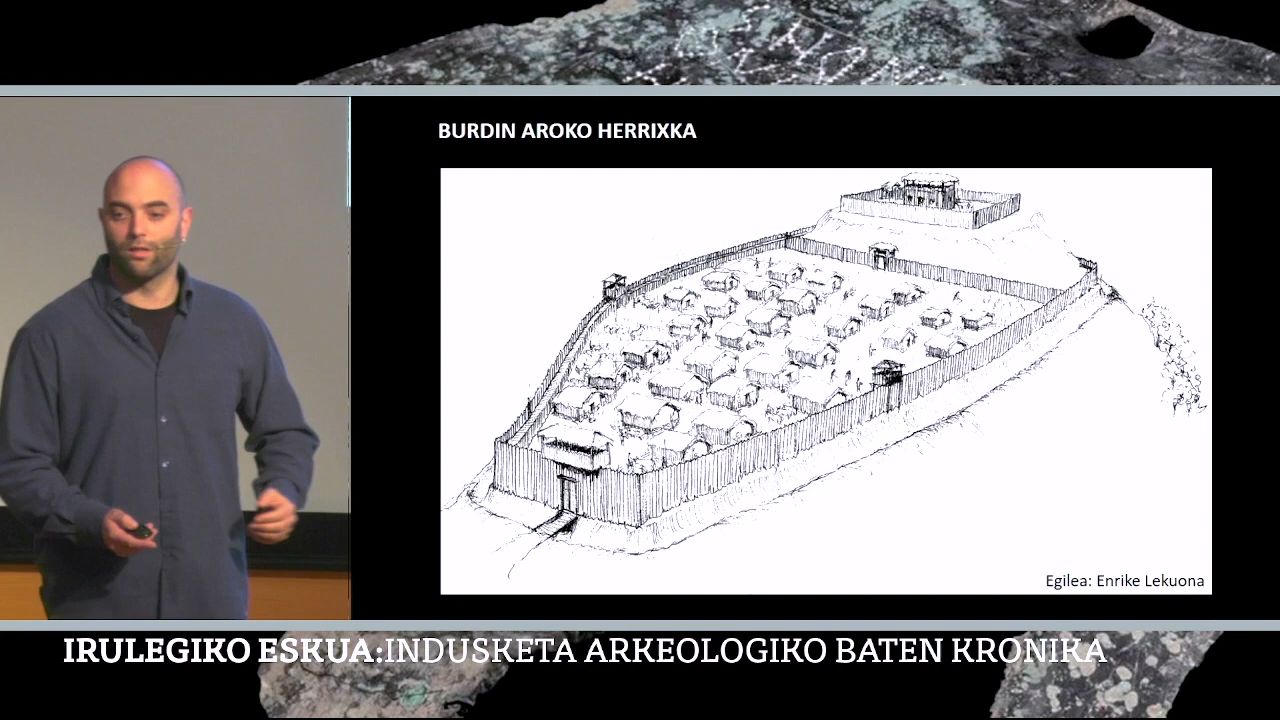 BURDIN AROKO HERRIXKA
Egilea: Enrike Lekuona
IRULEGIKO ESKUA:INDUSKETA ARKEOLOGIKO BATEN KRONIKA